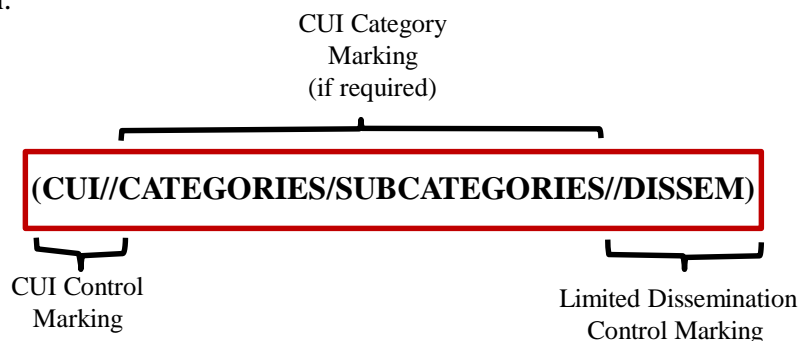 CUI Category
Marking
(if required)
(CUI//CATEGORIES/SUBCATEGORIES//DISSEM)
CUI Control
Marking
Limited Dissemination
Control Marking